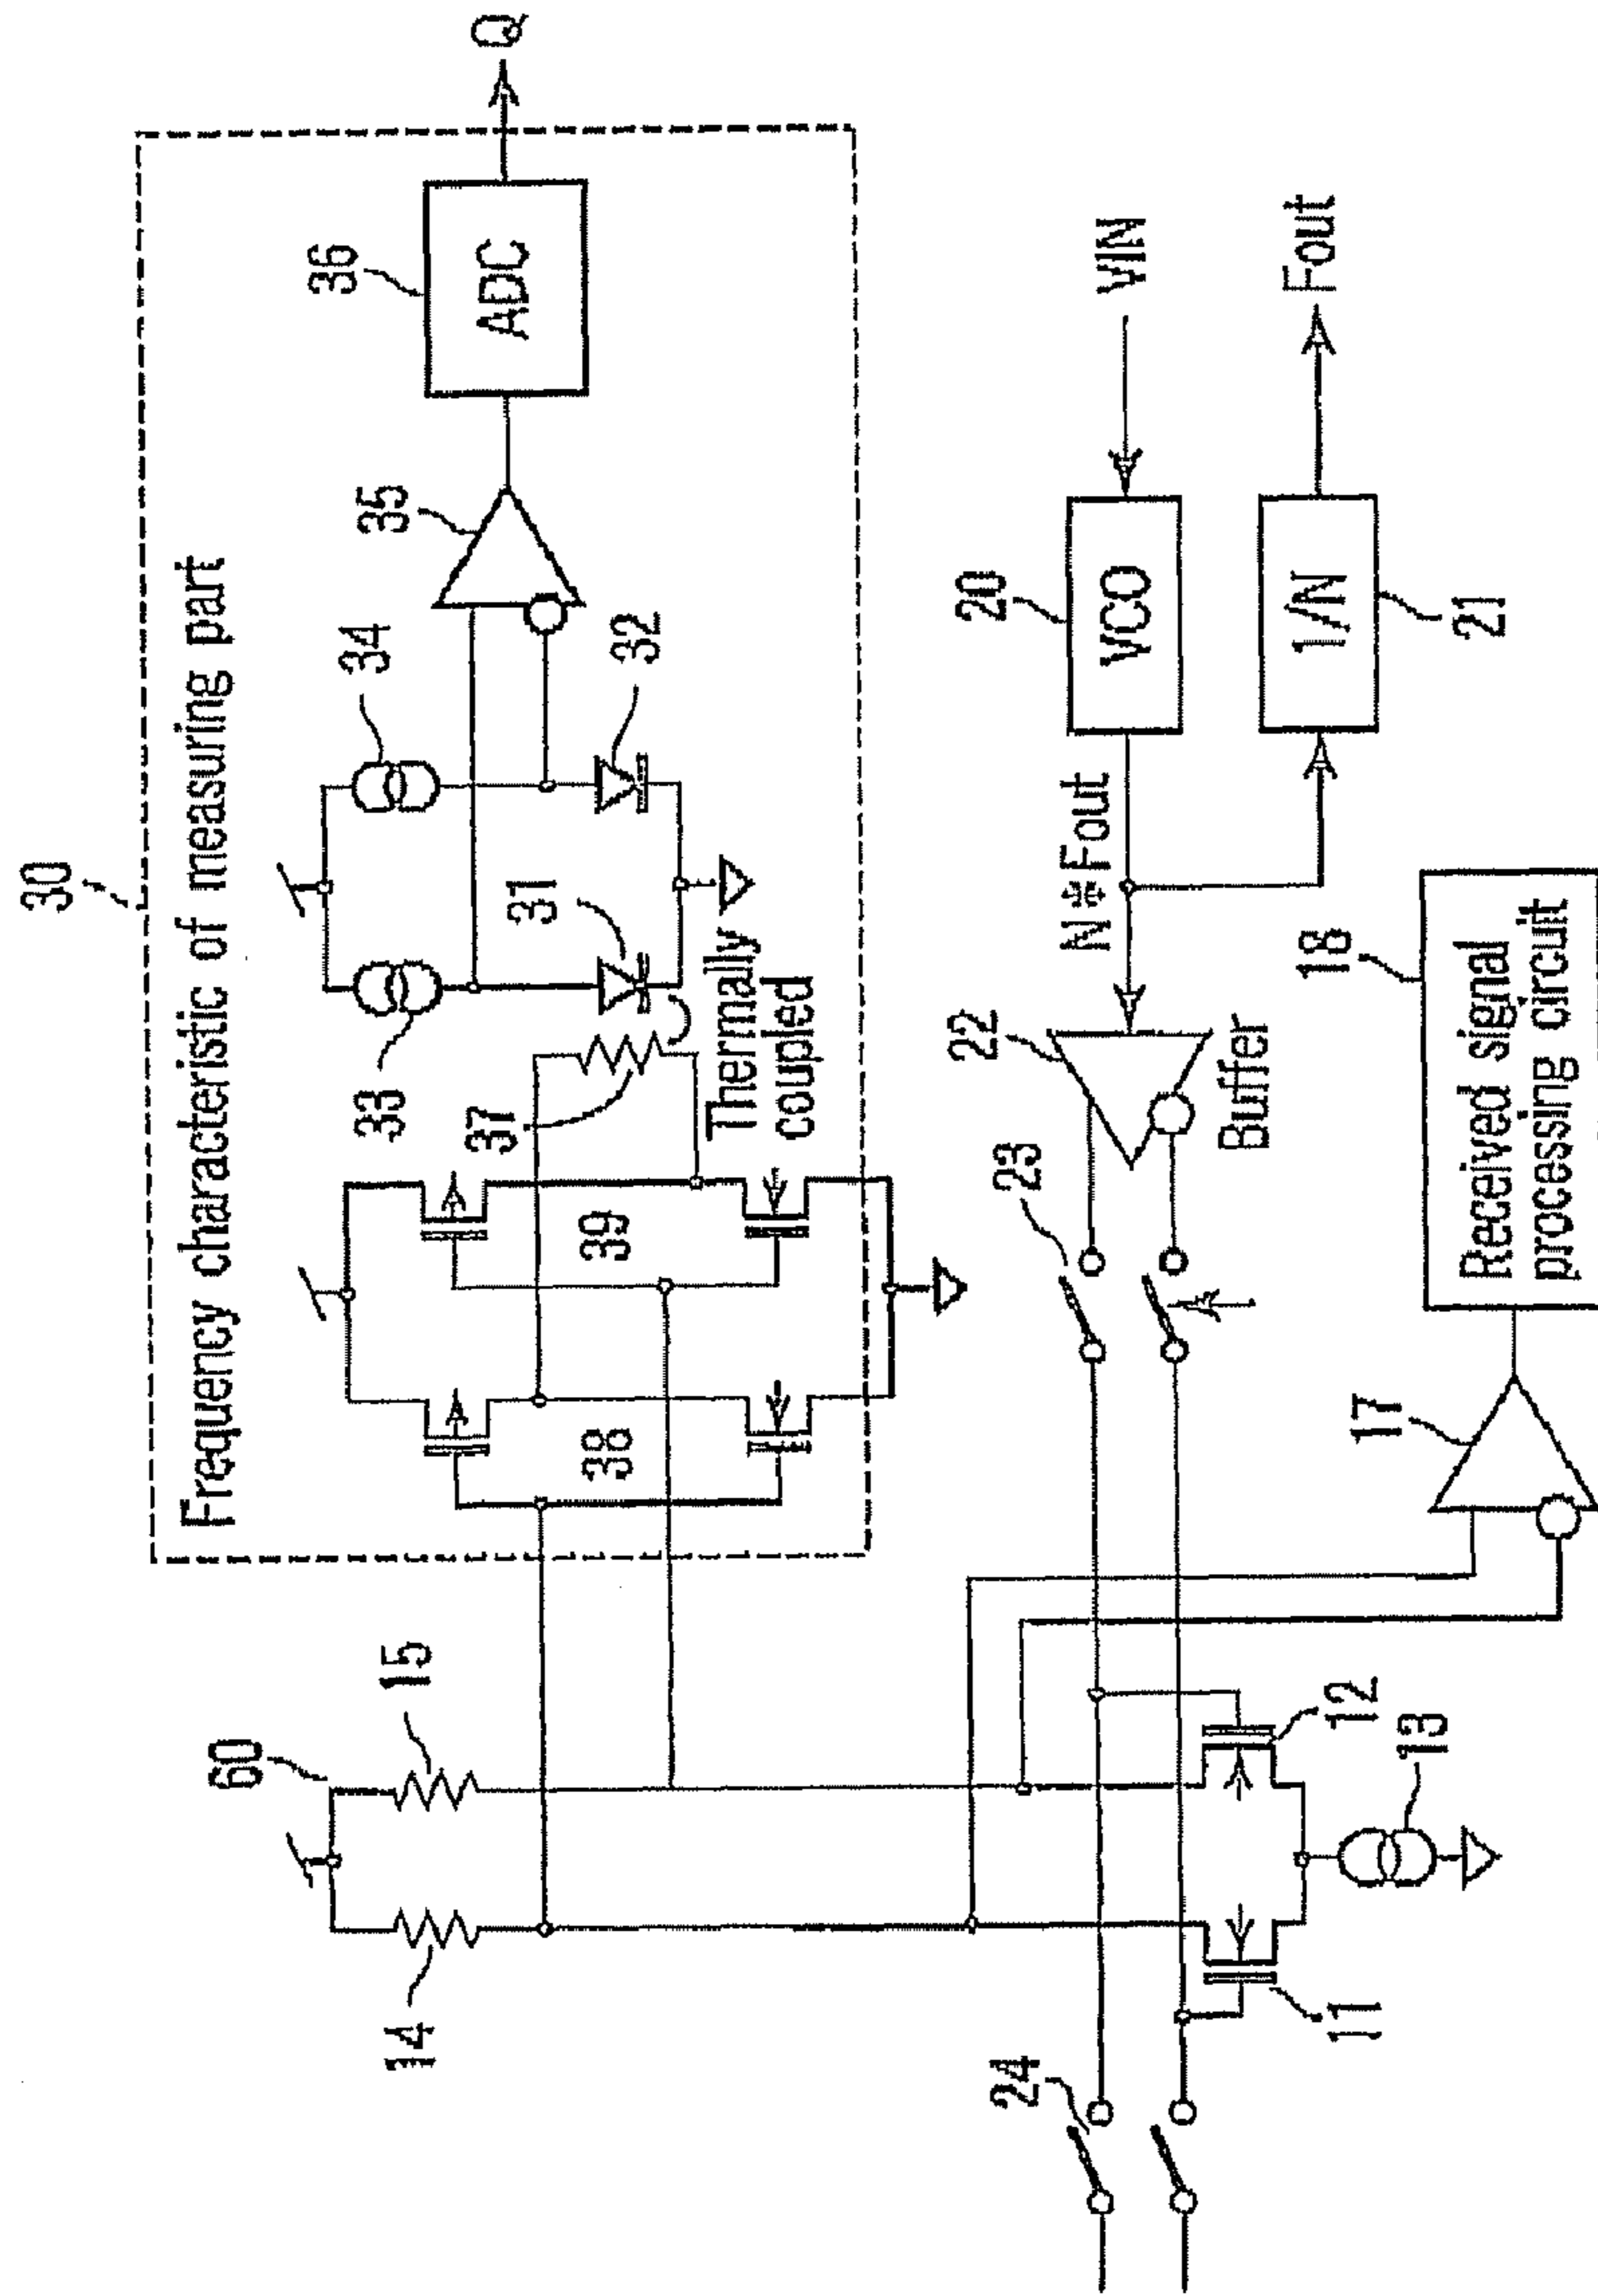 30
Frequency characteristic of measuring part
33
34
35
36
ADC
Q
38
39
37
31
32
Thermally
coupled
60
14
15
24
23
22
Buffer
N*Fout
20
VCO
VIN
1/N
21
Fout
11
12
13
17
18
Received signal
processing circuit